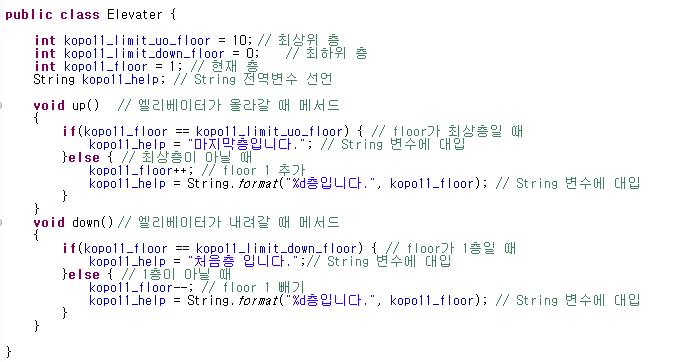 public class Elevater {
int kopo11_limit_uo_floor = 10; // 최상위 층
int kopo11_limit_down_floor = 0; // 최하위 층
int kopo11_floor = 1; // 현재 층
String kopo11_help; // String 전역변수 선언
void up() // 엘리베이터가 올라갈 때 메서드
{
if(kopo11_floor == kopo11_limit_uo_floor) { // floor가 최상층일 때
kopo11_help = "마지막층입니다."; // String 변수에 대입
}else { // 최상층이 아닐 때
kopo11_floor++; // floor 1 추가
kopo11_help = String.format("%d층입니다.", kopo11_floor); // String 변수에 대입
}
}
void down() // 엘리베이터가 내려갈 때 메서드
{
if(kopo11_floor == kopo11_limit_down_floor) { // floor가 1층일 때
kopo11_help = "처음층 입니다.";// String 변수에 대입
}else { // 1층이 아닐 때
kopo11_floor--; // floor 1 빼기
kopo11_help = String.format("%d층입니다.", kopo11_floor); // String 변수에 대입
}
}
}